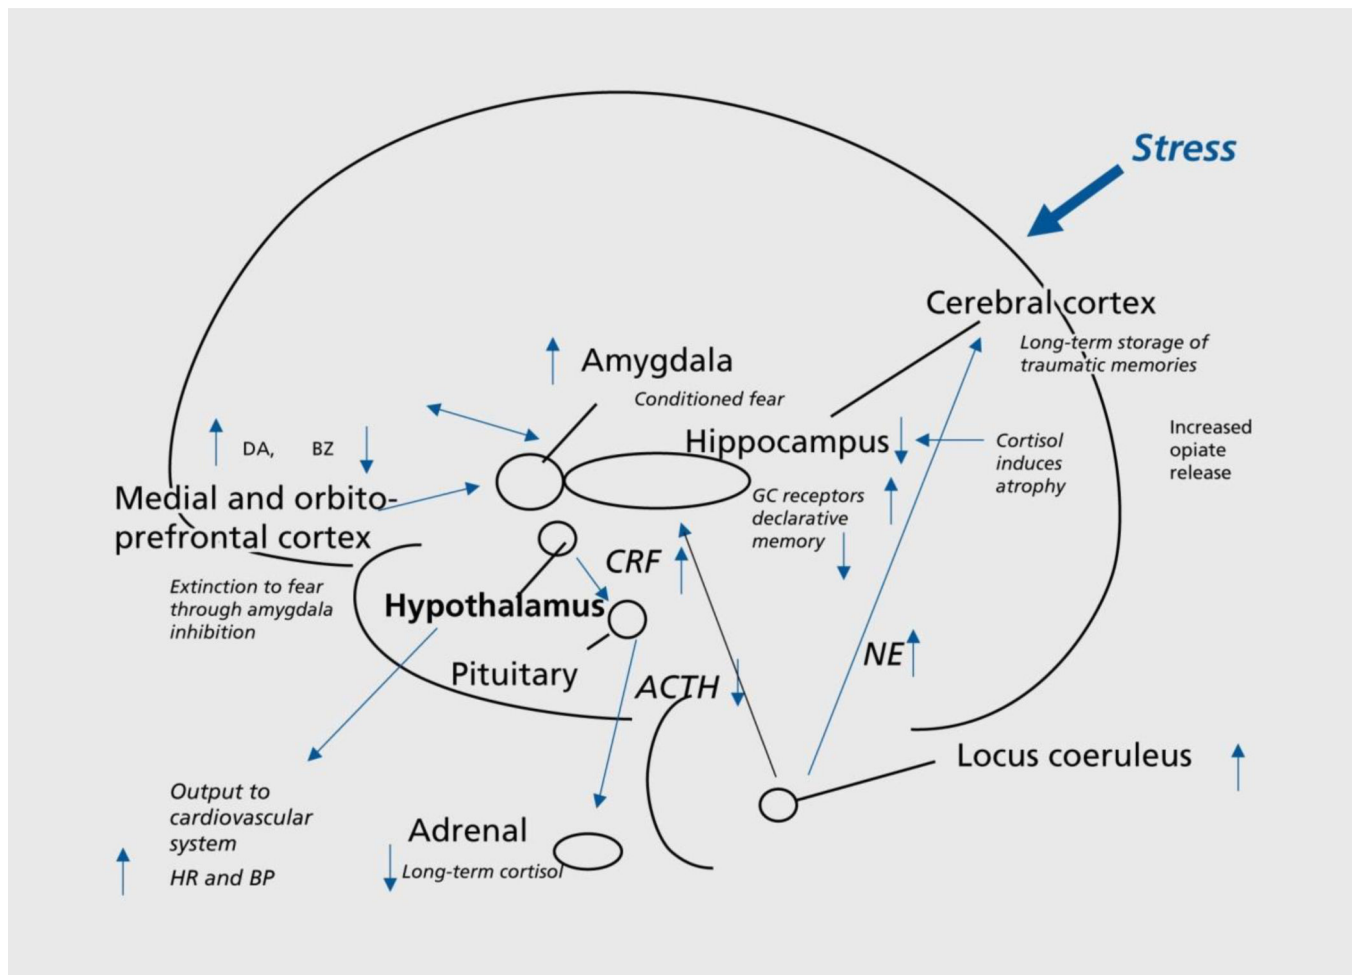 Stress
Cerebral cortex
Long-term storage of
traumatic memories
Amygdala
Conditioned fear
Hippocampus
Cortisol
induces
atrophy
Increased
opiate
release
DA, BZ
Medial and orbito-
prefrontal cortex
GC receptors
declarative
memory
CRF
Extinction to fear
through amygdala
inhibition
Hypothalamus
Pituitary
ACTH
NE
Locus coeruleus
Output to
cardiovascular
system
HR and BP
Adrenal
Long-term cortisol